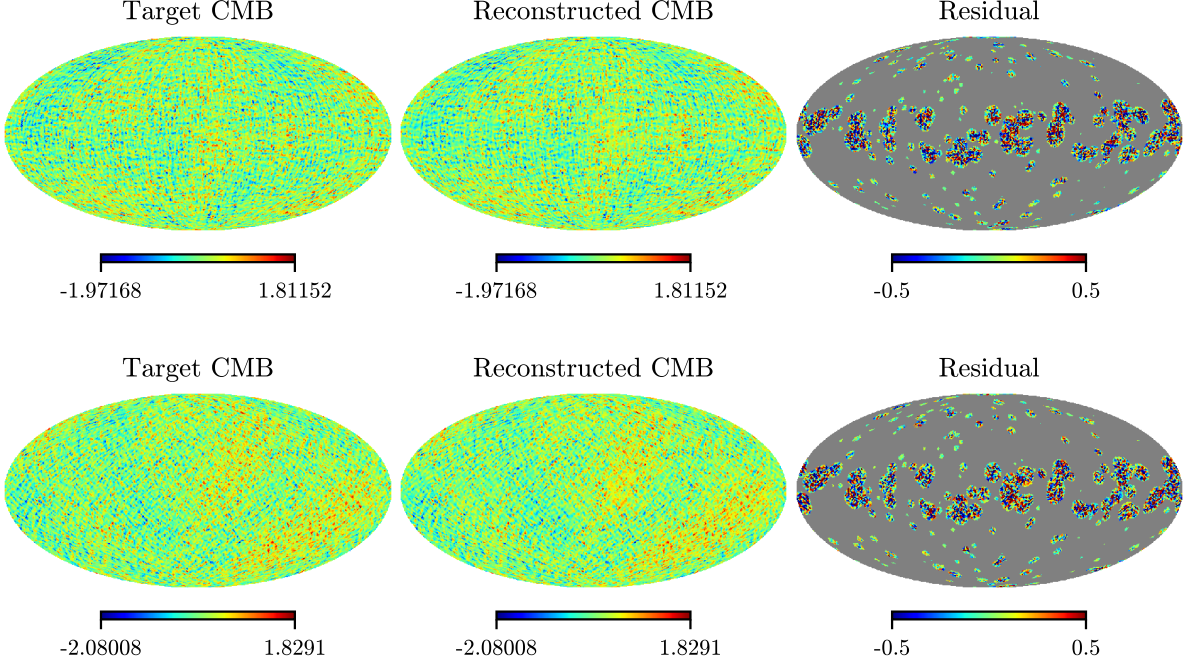 Target CMB
Reconstructed CMB
Residual
-1.97168 1.81152
-1.97168 1.81152
-0.5 0.5
Target CMB
Reconstructed CMB
Residual
-2.08008 1.8291
-2.08008 1.8291
-0.5 0.5